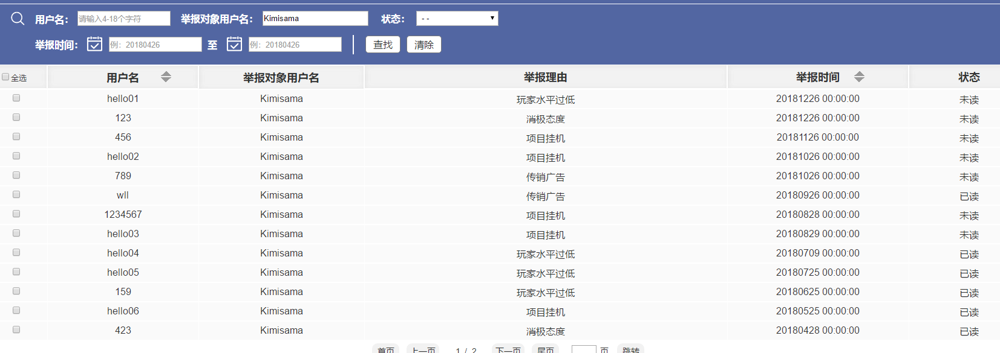 用户名： 请输入4-18个字符 举报对象用户名： Kimisama 状态： - -
举报时间： 例：20180426 至 例：20180426 查找 清除
全选 用户名 举报对象用户名 举报理由 举报时间 状态
hello01 Kimisama 玩家水平过低 20181226 00:00:00 未读
123 Kimisama 消极态度 20181226 00:00:00 未读
456 Kimisama 项目挂机 20181126 00:00:00 未读
hello02 Kimisama 项目挂机 20181026 00:00:00 未读
789 Kimisama 传销广告 20181026 00:00:00 未读
wll Kimisama 传销广告 20180926 00:00:00 已读
1234567 Kimisama 项目挂机 20180828 00:00:00 未读
hello03 Kimisama 项目挂机 20180829 00:00:00 未读
hello04 Kimisama 玩家水平过低 20180709 00:00:00 已读
hello05 Kimisama 玩家水平过低 20180725 00:00:00 已读
159 Kimisama 玩家水平过低 20180625 00:00:00 已读
hello06 Kimisama 项目挂机 20180525 00:00:00 已读
423 Kimisama 消极态度 20180428 00:00:00 已读
首页 上一页 1 / 2 下一页 尾页 页 跳转